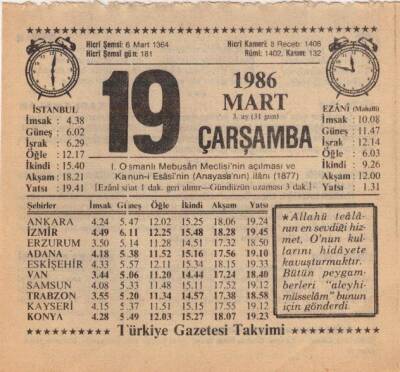 Hicrî Şemsî: 6 Mart 1364
Hicrî Şemsî gün: 181
Hicrî Kamerî: 8 Receb: 1406
Rûmî: 1402, Kasım: 132
19
1986
MART
3. ay (31 gün)
ÇARŞAMBA
İSTANBUL
İmsak : 4.38
Güneş : 6.02
İşrak : 6.29
Öğle : 12.17
İkindi : 15.40
Akşam : 18.21
Yatsı : 19.41
EZÂNÎ (Mahallî)
İmsak : 10.08
Güneş : 11.47
İşrak : 12.14
Öğle : 6.03
İkindi : 9.26
Akşam : 12.00
Yatsı : 1.31
I. Osmanlı Mebusân Meclisi'nin açılması ve
Kanun-i Esâsî'nin (Anayasa'nın) ilânı (1877)
[Ezânî saat 1 dak. geri alınır—Gündüzün uzaması 3 dak.]
Şehirler İmsak Güneş Öğle İkindi Akşam Yatsı
ANKARA 4.24 5.47 12.02 15.25 18.06 19.24
İZMİR 4.49 6.11 12.25 15.48 18.28 19.45
ERZURUM 3.50 5.14 11.28 14.51 17.32 18.51
ADANA 4.18 5.38 11.52 15.16 17.56 19.10
ESKİŞEHİR 4.33 5.57 12.11 15.34 18.15 19.33
VAN 3.44 5.06 11.20 14.44 17.24 18.40
SAMSUN 4.08 5.33 11.48 15.11 17.52 19.12
TRABZON 3.55 5.20 11.34 14.57 17.38 18.58
KAYSERİ 4.15 5.37 11.51 15.15 17.55 19.12
KONYA 4.28 5.49 12.03 15.27 18.07 19.23
★Allahü teâlâ-
nın en sevdiği hiz-
met, O'nun kul-
larını hidâyete
kavuşturmaktır.
Bütün peygam-
berleri "aleyhi-
müsselâm" bunun
için gönderdi.
Türkiye Gazetesi Takvimi